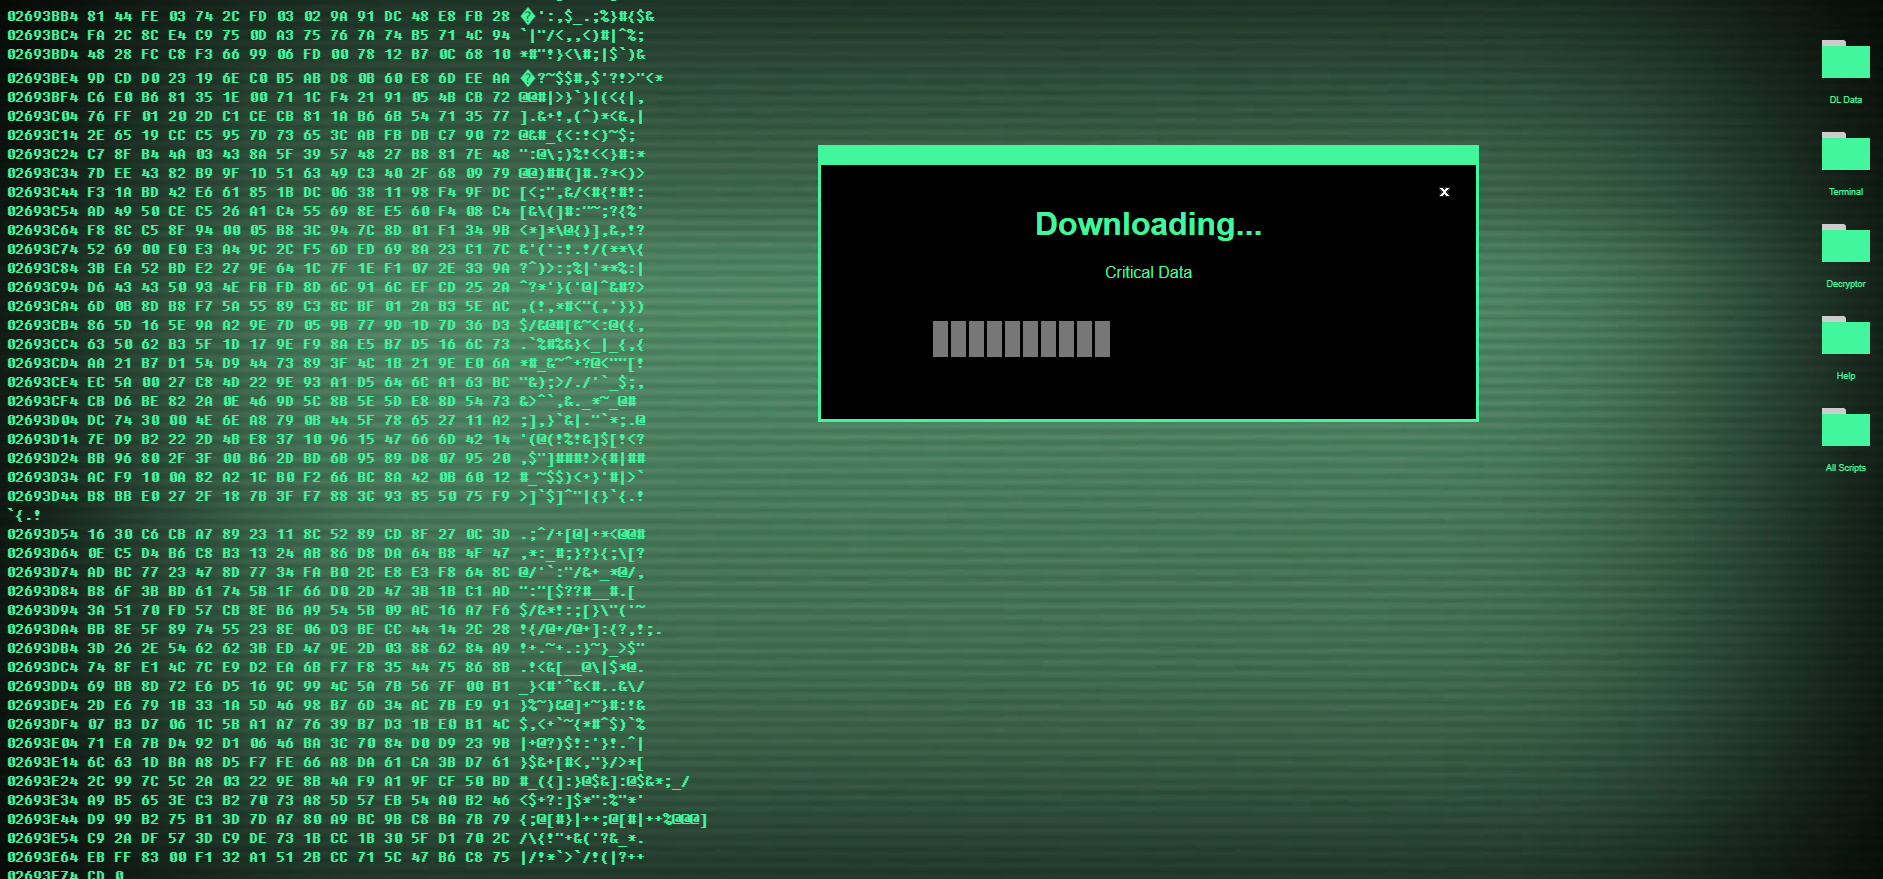 02693BB4 81 44 FE 03 74 2C FD 03 02 9A 91 DC 48 E8 FB 28 �':,$_.;%}#{$&
02693BC4 FA 2C 8C E4 C9 75 0D A3 75 76 7A 74 B5 71 4C 94 `|"/<,,<)#|^%;
02693BD4 48 28 FC C8 F3 66 99 06 FD 00 78 12 B7 0C 68 10 *#"!}<\#;|$`)&
02693BE4 9D CD D0 23 19 6E C0 B5 AB D8 0B 60 E8 6D EE AA �?~$$#,$'?!>"<*
02693BF4 C6 E0 B6 81 35 1E 00 71 1C F4 21 91 05 4B CB 72 @@#|>}`}|(<{|,
02693C04 76 FF 01 20 2D C1 CE CB 81 1A B6 6B 54 71 35 77 ].&+!,(^)*<&,|
02693C14 2E 65 19 CC C5 95 7D 73 65 3C AB FB DB C7 90 72 @&#_{<:!<)~$;
02693C24 C7 8F B4 4A 03 43 8A 5F 39 57 48 27 B8 81 7E 48 ":@\;)%!<<}#:*
02693C34 7D EE 43 82 B9 9F 1D 51 63 49 C3 40 2F 68 09 79 @@)##(]#.?*<)>
02693C44 F3 1A BD 42 E6 61 85 1B DC 06 38 11 98 F4 9F DC [<;",&/<#{!#!:
02693C54 AD 49 50 CE C5 26 A1 C4 55 69 8E E5 60 F4 08 C4 [&\(]#:"~;?{%'
02693C64 F8 8C C5 8F 94 00 05 B8 3C 94 7C 8D 01 F1 34 9B <*]*\@{)],&,!?
02693C74 52 69 00 E0 E3 A4 9C 2C F5 6D ED 69 8A 23 C1 7C &'(':!.!/(**\{
02693C84 3B EA 52 BD E2 27 9E 64 1C 7F 1E F1 07 2E 33 9A ?^)>:;%|'**%:|
02693C94 D6 43 43 50 93 4E FB FD 8D 6C 91 6C EF CD 25 2A ^?*'}('@|^&#?>
02693CA4 6D 0B 8D B8 F7 5A 55 89 C3 8C BF 01 2A B3 5E AC ,(!,*#<"(,'}})
02693CB4 86 5D 16 5E 9A A2 9E 7D 05 9B 77 9D 1D 7D 36 D3 $/&@#[&~<:@({,
02693CC4 63 50 62 B3 5F 1D 17 9E F9 8A E5 B7 D5 16 6C 73 .`%#%&}<_|_{,{
02693CD4 AA 21 B7 D1 54 D9 44 73 89 3F 4C 1B 21 9E E0 6A *#_&~^+?@<""[!
02693CE4 EC 5A 00 27 C8 4D 22 9E 93 A1 D5 64 6C A1 63 BC "&);>/./'`_$;,
02693CF4 CB D6 BE 82 2A 0E 46 9D 5C 8B 5E 5D E8 8D 54 73 &>^`,&._*~_@#
02693D04 DC 74 30 00 4E 6E A8 79 0B 44 5F 78 65 27 11 A2 ;],}`&|."`*;.@
02693D14 7E D9 B2 22 2D 4B E8 37 10 96 15 47 66 6D 42 14 '(@(!%!&]$[!<?
02693D24 BB 96 80 2F 3F 00 B6 2D BD 6B 95 89 D8 07 95 20 ,$"]###!>{#|##
02693D34 AC F9 10 0A 82 A2 1C B0 F2 66 BC 8A 42 0B 60 12 #_~$$)<+}'#|>`
02693D44 B8 BB E0 27 2F 18 7B 3F F7 88 3C 93 85 50 75 F9 >]`$]^"|{}`{.!
`{.!
02693D54 16 30 C6 CB A7 89 23 11 8C 52 89 CD 8F 27 0C 3D .;^/+[@|+*<@@#
02693D64 0E C5 D4 B6 C8 B3 13 24 AB 86 D8 DA 64 B8 4F 47 ,*:_#;}?}{;\[?
02693D74 AD BC 77 23 47 8D 77 34 FA B0 2C E8 E3 F8 64 8C @/'`:"/&+_*@/,
02693D84 B8 6F 3B BD 61 74 5B 1F 66 D0 2D 47 3B 1B C1 AD ":"[$??#__#.[
02693D94 3A 51 70 FD 57 CB 8E B6 A9 54 5B 09 AC 16 A7 F6 $/&*!:;[}\"('~
02693DA4 BB 8E 5F 89 74 55 23 8E 06 D3 BE CC 44 14 2C 28 !{/@+/@+]:{?,!;.
02693DB4 3D 26 2E 54 62 62 3B ED 47 9E 2D 03 88 62 84 A9 !+.~+.:}~}_>$"
02693DC4 74 8F E1 4C 7C E9 D2 EA 6B F7 F8 35 44 75 86 8B .!<&[__@\|$*@.
02693DD4 69 BB 8D 72 E6 D5 16 9C 99 4C 5A 7B 56 7F 00 B1 _}<#'^&<#..&\/
02693DE4 2D E6 79 1B 33 1A 5D 46 98 B7 6D 34 AC 7B E9 91 }%~)&@]+~}#:!&
02693DF4 07 B3 D7 06 1C 5B A1 A7 76 39 B7 D3 1B E0 B1 4C $,<+`~{*#^$)`%
02693E04 71 EA 7B D4 92 D1 06 46 BA 3C 70 84 D0 D9 23 9B |+@?)$!:'}!.^|
02693E14 6C 63 1D BA A8 D5 F7 FE 66 A8 DA 61 CA 3B D7 61 }$&+[#<,"}/>*[
02693E24 2C 99 7C 5C 2A 03 22 9E 8B 4A F9 A1 9F CF 50 BD #_({]:}@$&]:@$&*;_/
02693E34 A9 B5 65 3E C3 B2 70 73 A8 5D 57 EB 54 A0 B2 46 <$+?:]$*":%"*'
02693E44 D9 99 B2 75 B1 3D 7D A7 80 A9 BC 9B C8 BA 7B 79 {;@[#}|++;@[#|++%@@@]
02693E54 C9 2A DF 57 3D C9 DE 73 1B CC 1B 30 5F D1 70 2C /\{!"+&('?&_*.
02693E64 EB FF 83 00 F1 32 A1 51 2B CC 71 5C 47 B6 C8 75 |/!*`>`/!(|?++
02693E74 CD 0
x
Downloading...
Critical Data
DL Data
Terminal
Decryptor
Help
All Scripts